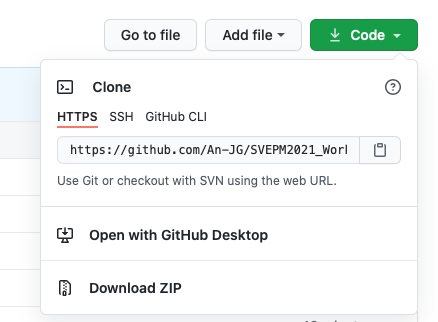 Go to file Add file Code
Clone
HTTPS SSH GitHub CLI
https://github.com/An-JG/SVEPM2021_Worl
Use Git or checkout with SVN using the web URL.
Open with GitHub Desktop
Download ZIP